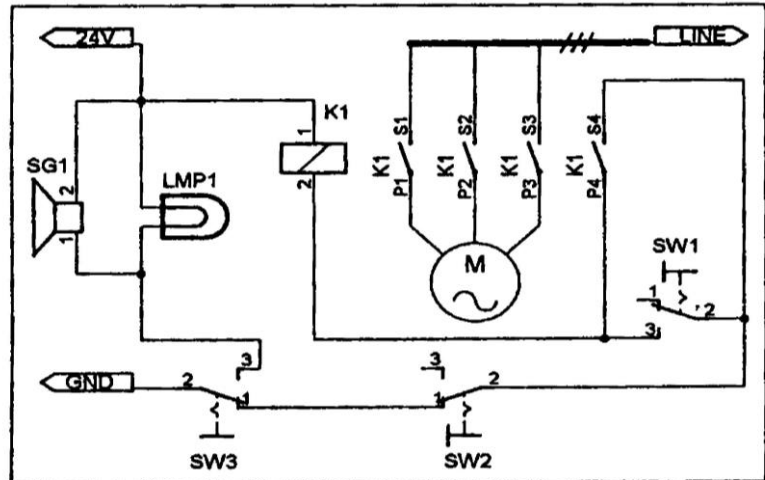 24V
LINE
K1
1
2
SG1
2
1
LMP1
K1
P1
S1
K1
P2
S2
K1
P3
S3
K1
P4
S4
M
SW1
1
2
3
GND
2
3
1
SW3
3
1
2
SW2